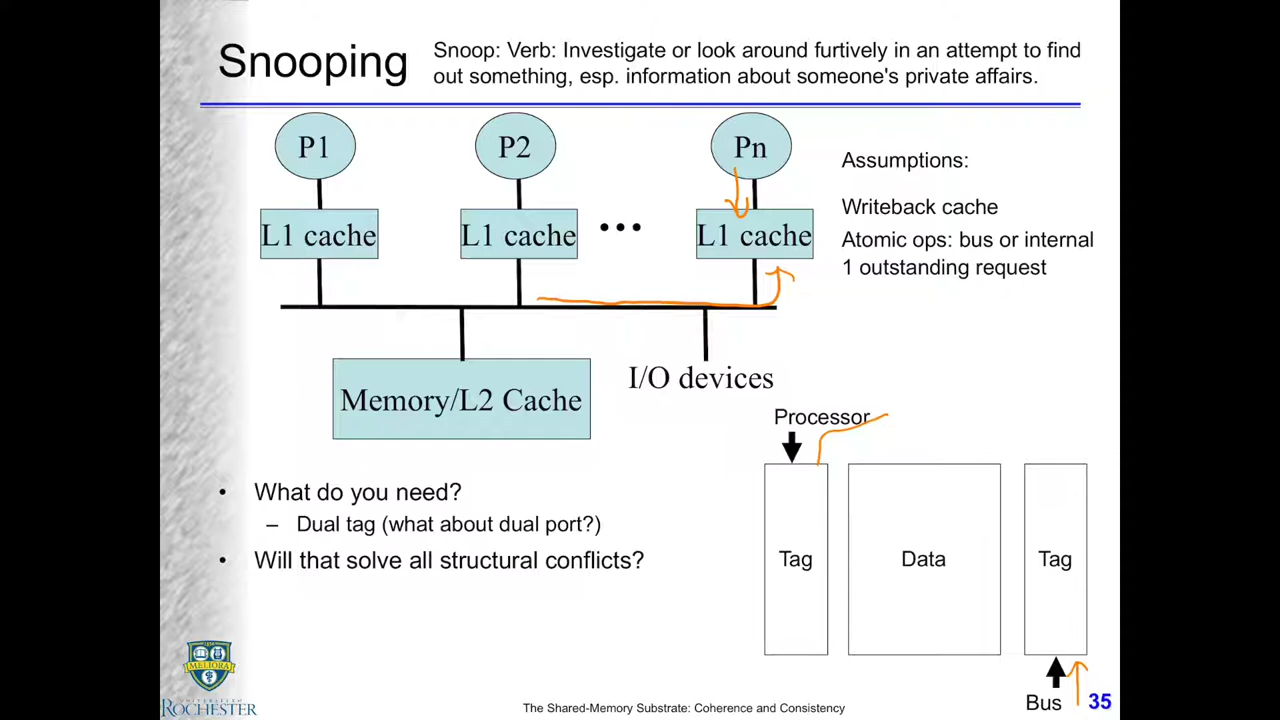 Snooping
Snoop: Verb: Investigate or look around furtively in an attempt to find
out something, esp. information about someone's private affairs.
P1
P2
Pn
L1 cache
L1 cache
L1 cache
Assumptions:
Writeback cache
Atomic ops: bus or internal
1 outstanding request
Memory/L2 Cache
I/O devices
Processor
Tag
Data
Tag
Bus
• What do you need?
– Dual tag (what about dual port?)
• Will that solve all structural conflicts?
MELIORA
ROCHESTER
The Shared-Memory Substrate: Coherence and Consistency
35